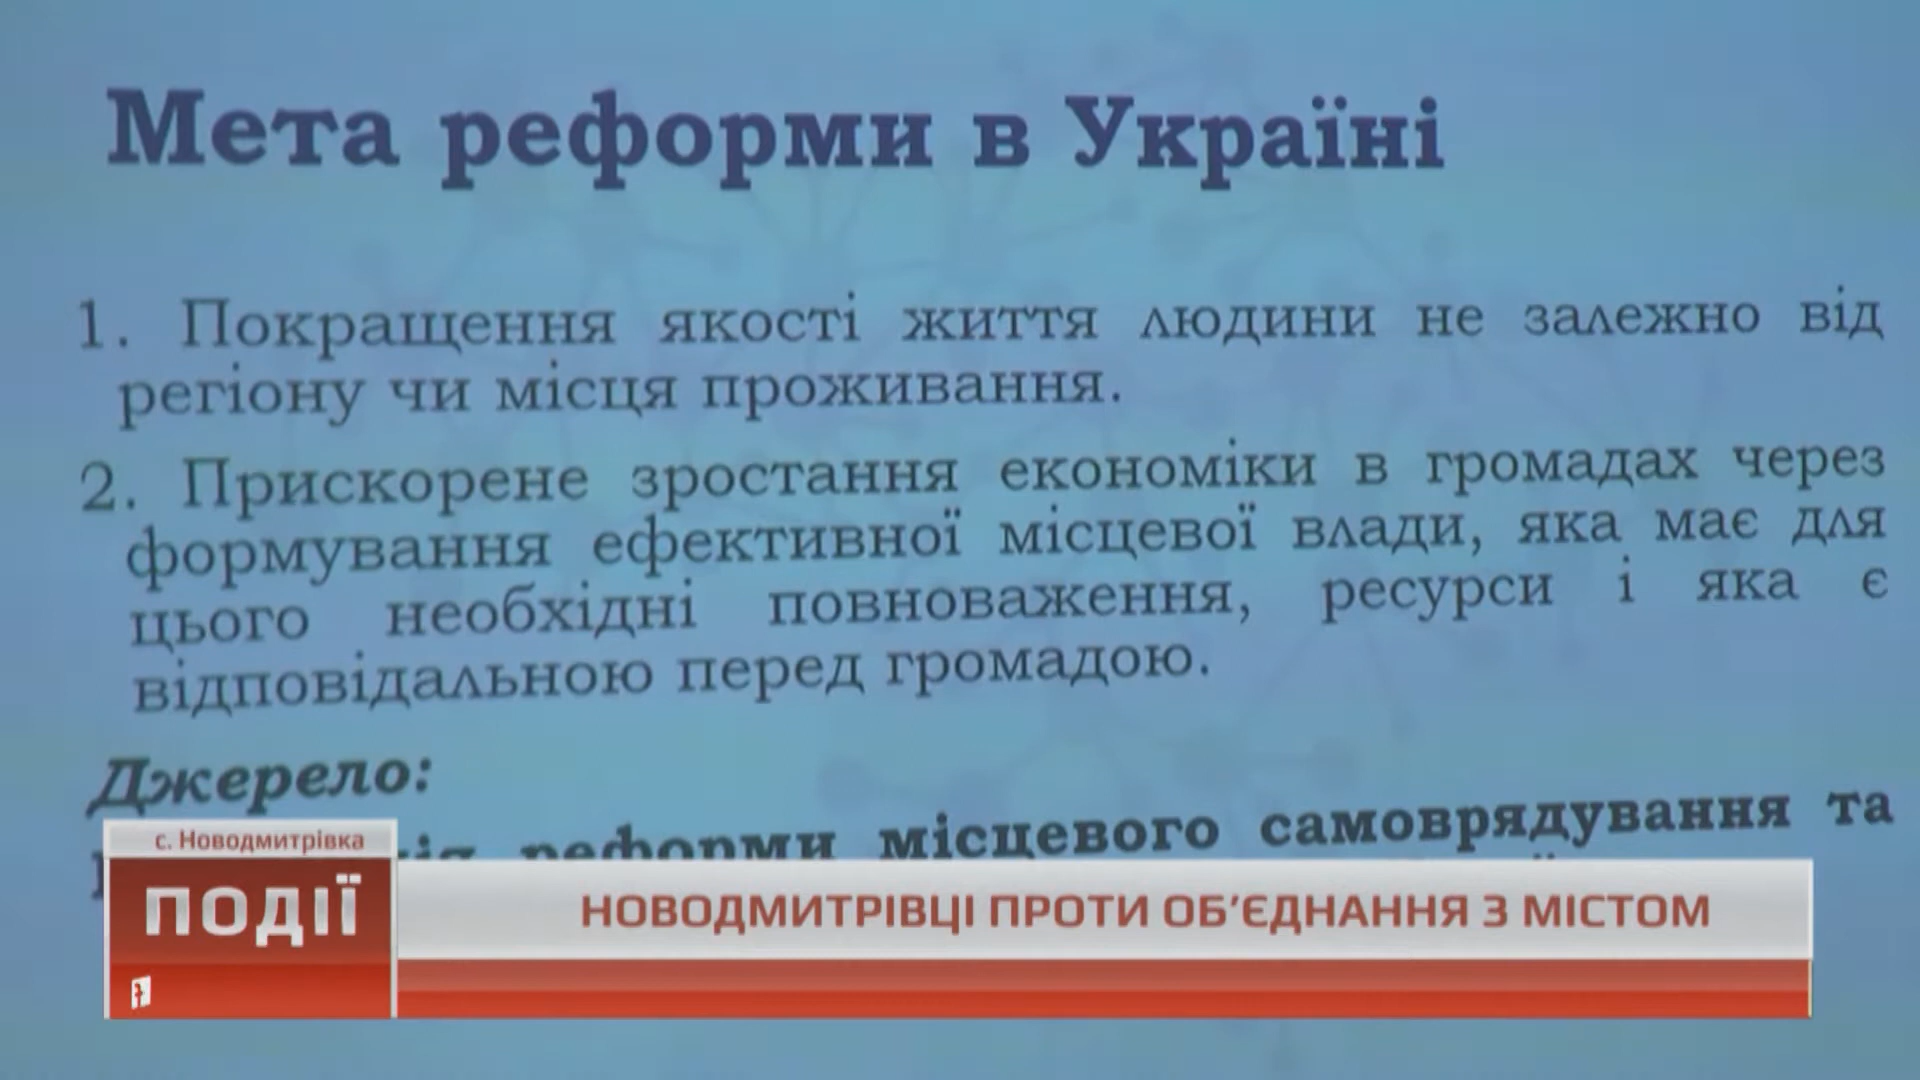 Мета реформи в Україні
1. Покращення якості життя людини не залежно від
регіону чи місця проживання.
2. Прискорене зростання економіки в громадах через
формування ефективної місцевої влади, яка має для
цього необхідні повноваження, ресурси і яка є
відповідальною перед громадою.
Джерело:
реформи місцевого самоврядування та
с. Новодмитрівка
ПОДІЇ
НОВОДМИТРІВЦІ ПРОТИ ОБ’ЄДНАННЯ З МІСТОМ